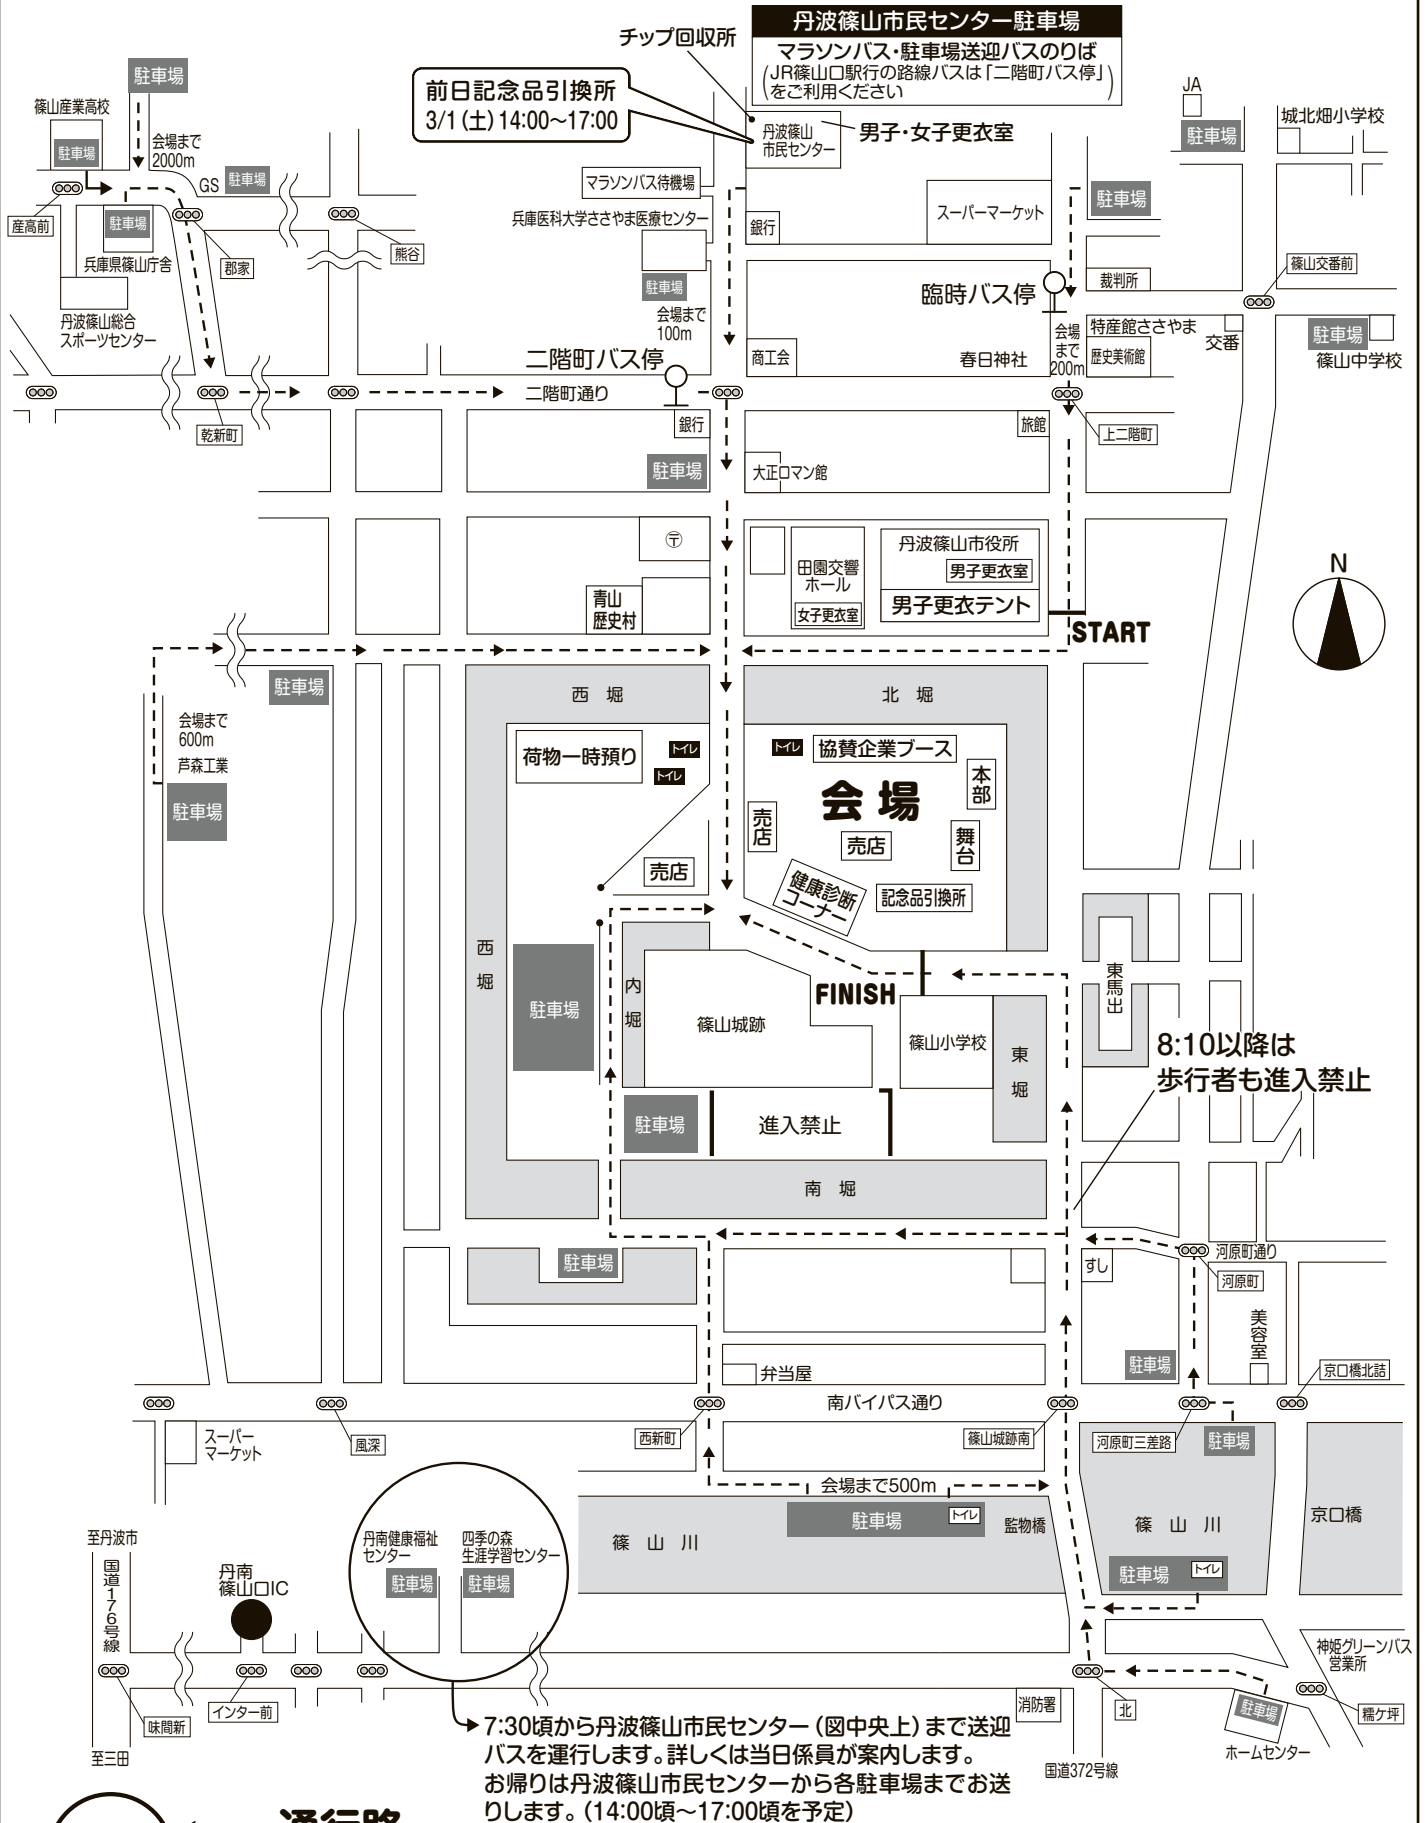 丹波篠山市民センター駐車場
マラソンバス・駐車場送迎バスのりば
(JR篠山口駅行の路線バスは「二階町バス停」
をご利用ください)
チップ回収所
前日記念品引換所
3/1(土)14:00〜17:00
丹波篠山
市民センター
男子・女子更衣室
駐車場
篠山産業高校
駐車場
会場まで
2000m
GS
駐車場
産高前
駐車場
兵庫県篠山庁舎
郡家
熊谷
丹波篠山総合
スポーツセンター
マラソンバス待機場
兵庫医科大学ささやま医療センター
駐車場
会場まで
100m
銀行
スーパーマーケット
駐車場
JA
駐車場
城北畑小学校
裁判所
篠山交番前
臨時バス停
会場
まで
200m
特産館ささやま
歴史美術館
交番
駐車場
篠山中学校
商工会
春日神社
二階町バス停
二階町通り
乾新町
銀行
駐車場
旅館
上二階町
大正ロマン館
〒
青山
歴史村
田園交響
ホール
女子更衣室
丹波篠山市役所
男子更衣室
男子更衣テント
START
N
駐車場
会場まで
600m
芦森工業
駐車場
西堀
北堀
荷物一時預り
トイレ
トイレ
トイレ
協賛企業ブース
会場
本部
売店
売店
舞台
売店
健康診断
コーナー
記念品引換所
西堀
駐車場
内堀
篠山城跡
FINISH
篠山小学校
東堀
東馬出
8:10以降は
歩行者も進入禁止
駐車場
進入禁止
南堀
駐車場
すし
河原町通り
河原町
美容室
駐車場
京口橋北詰
弁当屋
南バイパス通り
スーパー
マーケット
風深
西新町
篠山城跡南
河原町三差路
駐車場
会場まで500m
駐車場
トイレ
監物橋
篠山川
篠山川
京口橋
駐車場
トイレ
至丹波市
国道176号線
丹南
篠山口IC
丹南健康福祉
センター
駐車場
四季の森
生涯学習センター
駐車場
味間新
至三田
インター前
消防署
北
国道372号線
駐車場
ホームセンター
神姫グリーンバス
営業所
糯ケ坪
7:30頃から丹波篠山市民センター(図中央上)まで送迎
バスを運行します。詳しくは当日係員が案内します。
お帰りは丹波篠山市民センターから各駐車場までお送
りします。(14:00頃〜17:00頃を予定)
通行路